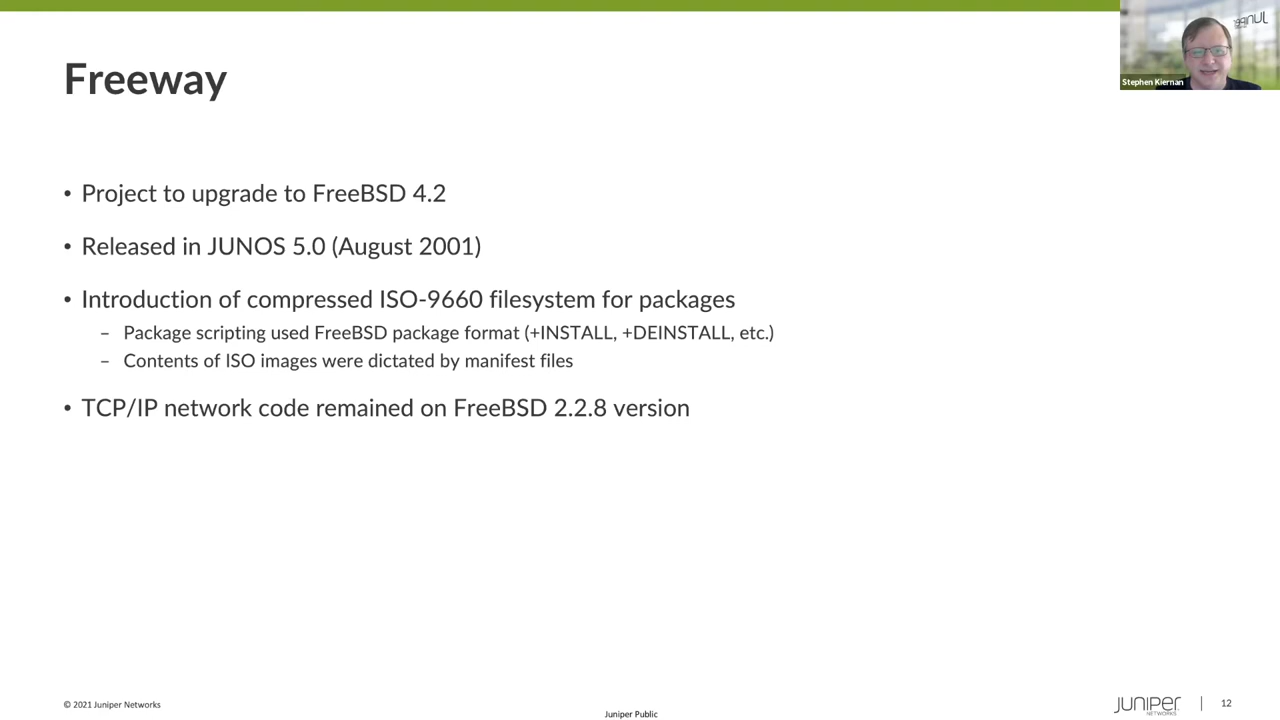 Freeway
• Project to upgrade to FreeBSD 4.2
• Released in JUNOS 5.0 (August 2001)
• Introduction of compressed ISO-9660 filesystem for packages
– Package scripting used FreeBSD package format (+INSTALL, +DEINSTALL, etc.)
– Contents of ISO images were dictated by manifest files
• TCP/IP network code remained on FreeBSD 2.2.8 version
Stephen Kiernan
© 2021 Juniper Networks
Juniper Public
JUNIPER
NETWORKS
12